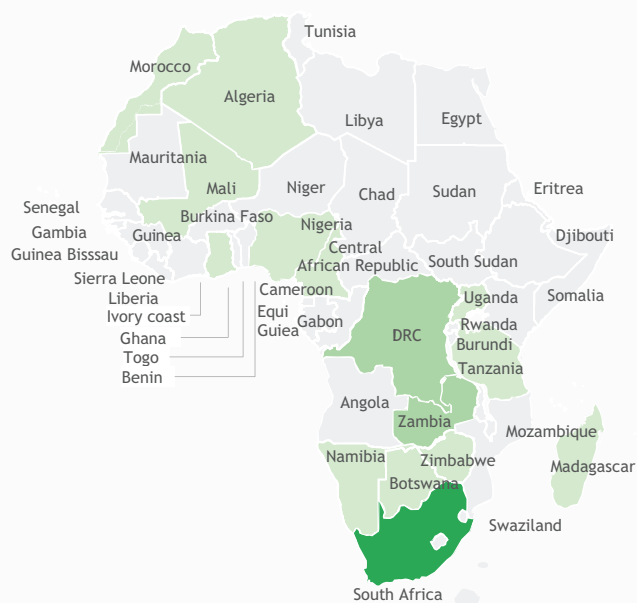 Tunisia
Morocco
Algeria
Libya
Egypt
Mauritania
Mali
Niger
Chad
Sudan
Eritrea
Senegal
Burkina Faso
Nigeria
Gambia
Guinea
Djibouti
Guinea Bisssau
Central
African Republic
South Sudan
Sierra Leone
Cameroon
Uganda
Somalia
Liberia
Ivory coast
Equi
Guiea
Gabon
Rwanda
Ghana
DRC
Burundi
Togo
Tanzania
Benin
Angola
Zambia
Mozambique
Namibia
Zimbabwe
Madagascar
Botswana
Swaziland
South Africa